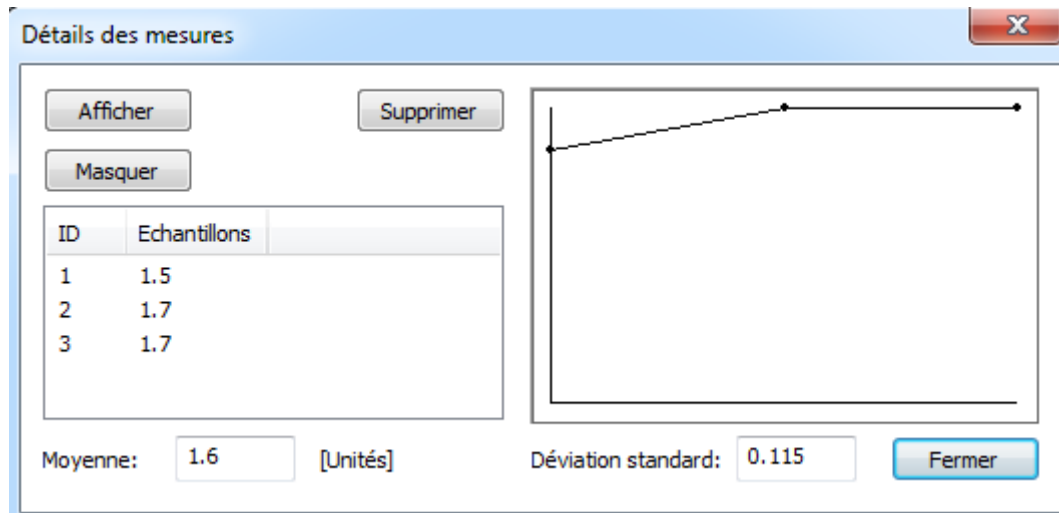 Détails des mesures
Afficher
Supprimer
Masquer
ID Echantillons
1 1.5
2 1.7
3 1.7
Moyenne: 1.6 [Unités]
Déviation standard: 0.115
Fermer